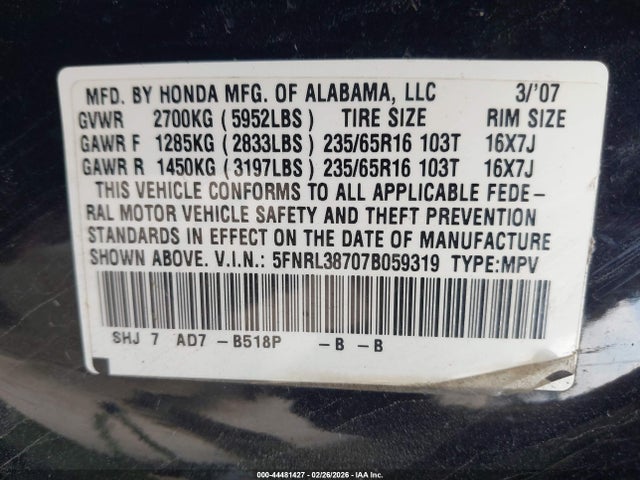 MFD. BY HONDA MFG. OF ALABAMA, LLC 3/'07
GVWR 2700KG (5952LBS) TIRE SIZE RIM SIZE
GAWR F 1285KG (2833LBS) 235/65R16 103T 16X7J
GAWR R 1450KG (3197LBS) 235/65R16 103T 16X7J
THIS VEHICLE CONFORMS TO ALL APPLICABLE FEDE-
RAL MOTOR VEHICLE SAFETY AND THEFT PREVENTION
STANDARDS IN EFFECT ON THE DATE OF MANUFACTURE
SHOWN ABOVE. V.I.N.: 5FNRL38707B059319 TYPE:MPV
SHJ 7 AD7 -B518P -B -B
000-44481427 - 02/26/2026 - IAA Inc.